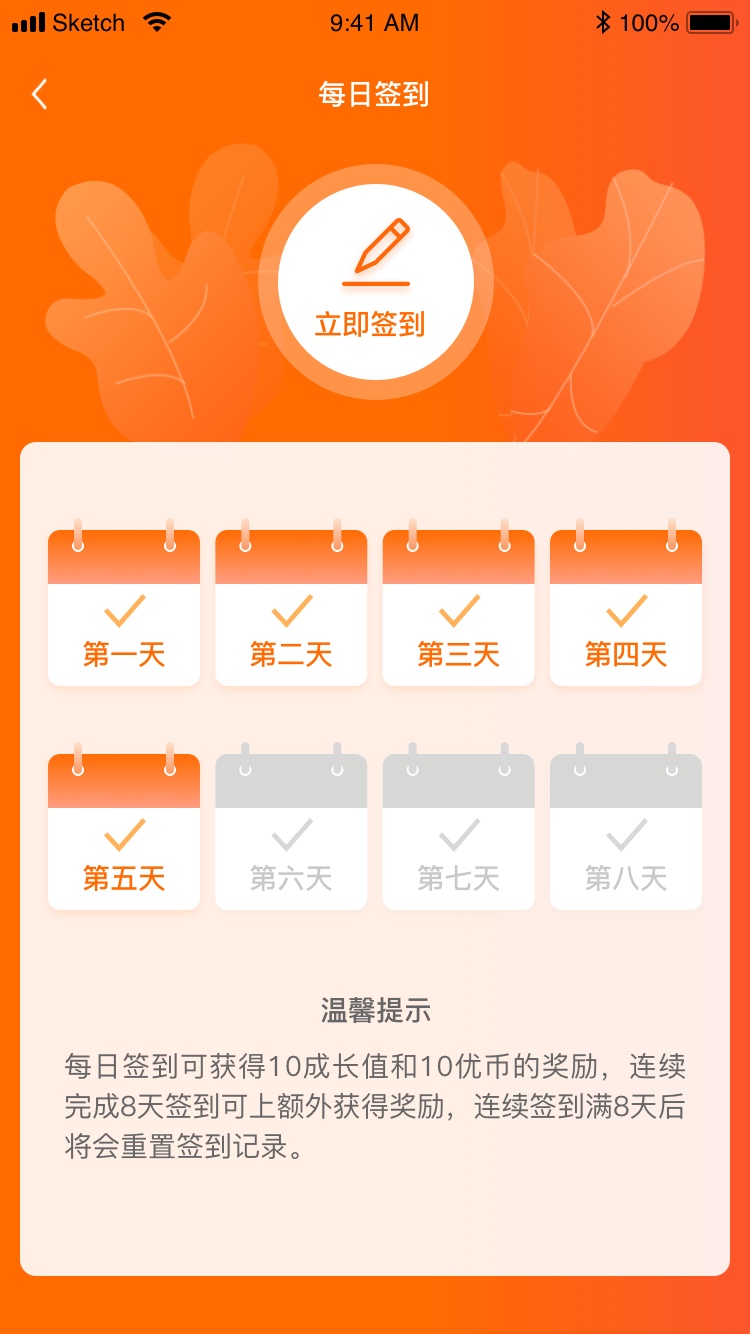 Sketch 9:41 AM 100%
每日签到
立即签到
第一天 第二天 第三天 第四天
第五天 第六天 第七天 第八天
温馨提示
每日签到可获得10成长值和10优币的奖励，连续
完成8天签到可上额外获得奖励，连续签到满8天后
将会重置签到记录。